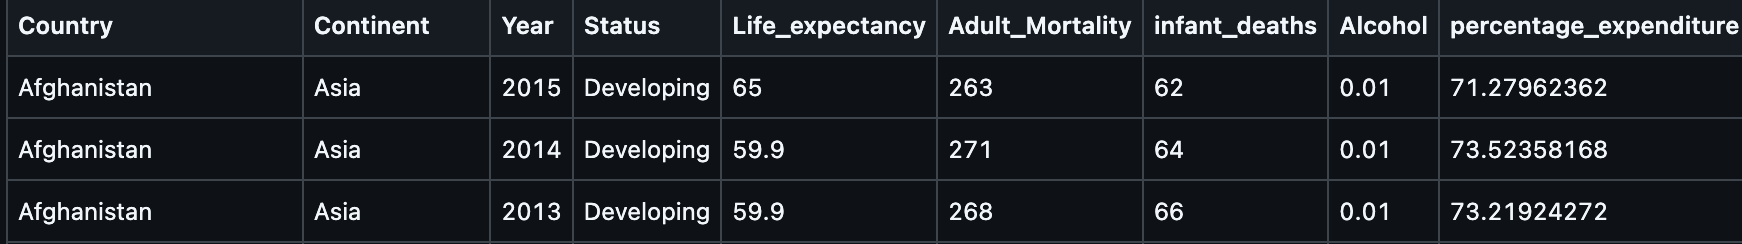 Country Continent Year Status Life_expectancy Adult_Mortality infant_deaths Alcohol percentage_expenditure
Afghanistan Asia 2015 Developing 65 263 62 0.01 71.27962362
Afghanistan Asia 2014 Developing 59.9 271 64 0.01 73.52358168
Afghanistan Asia 2013 Developing 59.9 268 66 0.01 73.21924272